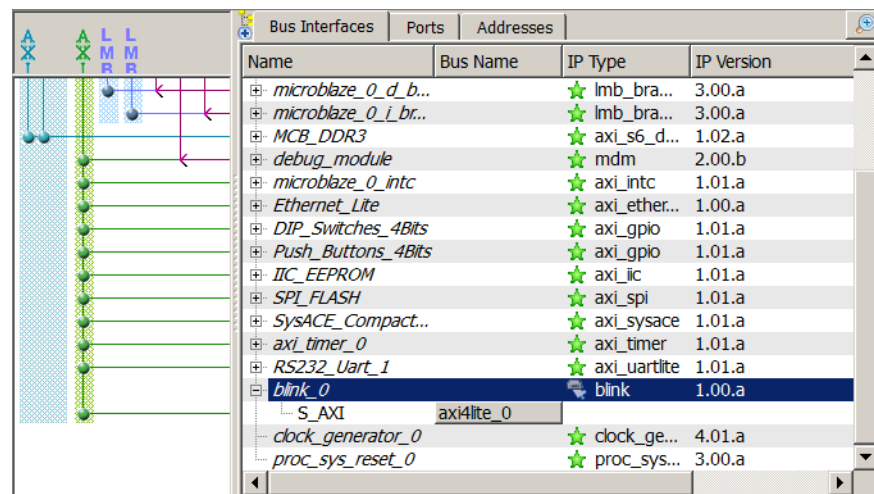 Bus Interfaces Ports Addresses
AXI AXI LMB LMB
Name Bus Name IP Type IP Version
microblaze_0_d_b... lmb_bra... 3.00.a
microblaze_0_i_br... lmb_bra... 3.00.a
MCB_DDR3 axi_s6_d... 1.02.a
debug_module mdm 2.00.b
microblaze_0_intc axi_intc 1.01.a
Ethernet_Lite axi_ether... 1.00.a
DIP_Switches_4Bits axi_gpio 1.01.a
Push_Buttons_4Bits axi_gpio 1.01.a
IIC_EEPROM axi_iic 1.01.a
SPI_FLASH axi_spi 1.01.a
SysACE_Compact... axi_sysace 1.01.a
axi_timer_0 axi_timer 1.01.a
RS232_Uart_1 axi_uartlite 1.01.a
blink_0 blink 1.00.a
S_AXI axi4lite_0
clock_generator_0 clock_ge... 4.01.a
proc_sys_reset_0 proc_sys... 3.00.a